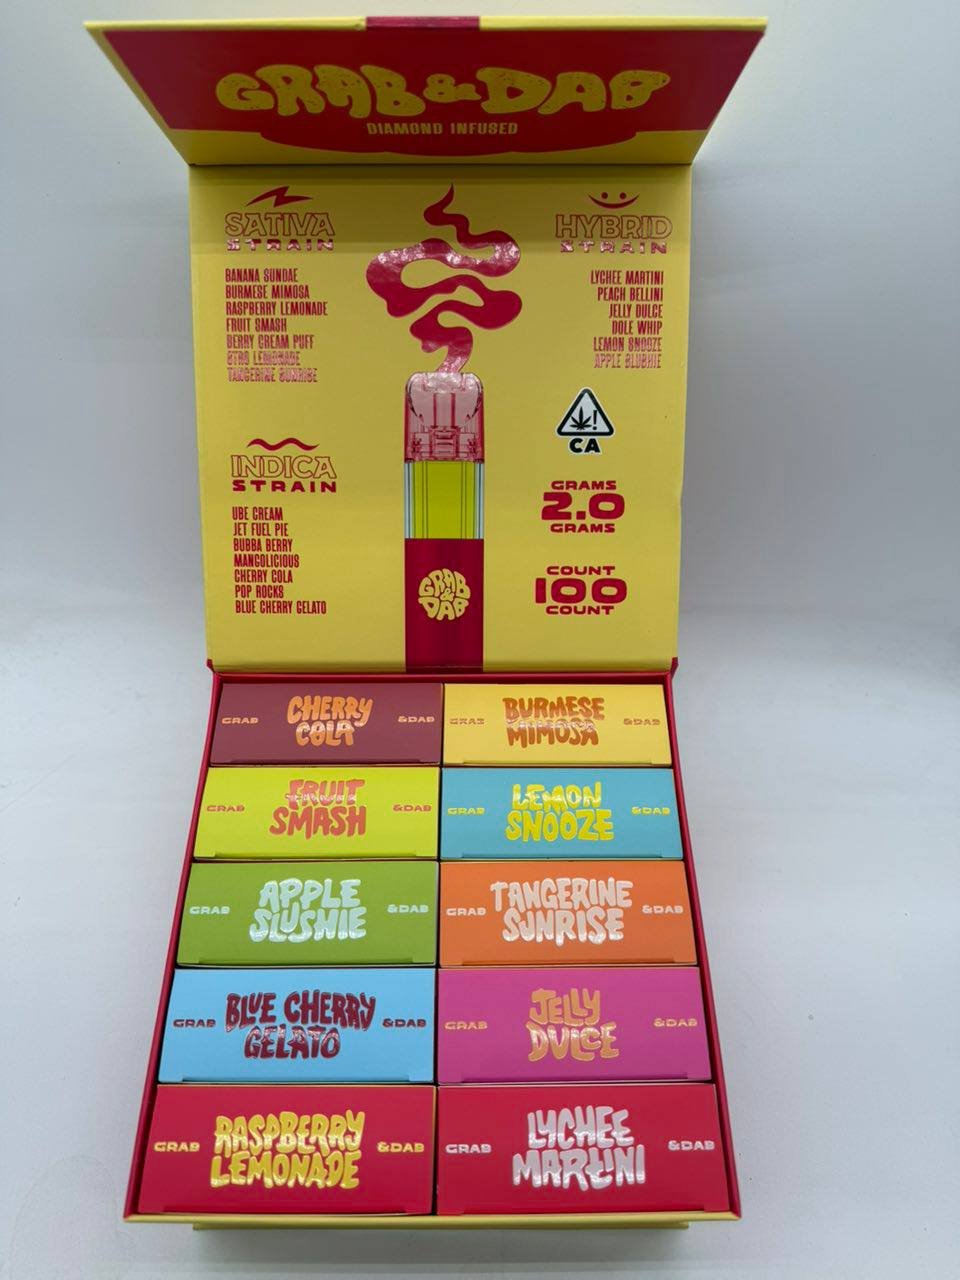 GRAB&DAB
DIAMOND INFUSED
SATIVA
STRAIN
BANANA SUNDAE
BURMESE MIMOSA
RASPBERRY LEMONADE
FRUIT SMASH
BERRY CREAM PUFF
LEMONADE
TANGERINE SUNRISE
HYBRID
STRAIN
LYCHEE MARTINI
PEACH BELLINI
JELLY DULCE
DOLE WHIP
LEMON SNOOZE
APPLE SLUSHIE
INDICA
STRAIN
UBE CREAM
JET FUEL PIE
BUBBA BERRY
MANGOLICIOUS
CHERRY COLA
POP ROCKS
BLUE CHERRY GELATO
!
CA
GRAMS
2.0
GRAMS
COUNT
100
COUNT
GRAB
&
DAB
GRAB CHERRY &DAB
COLA
GRAB BURMESE &DAB
MIMOSA
GRAB FRUIT &DAB
SMASH
GRAB LEMON &DAB
SNOOZE
GRAB APPLE &DAB
SLUSHIE
GRAB TANGERINE &DAB
SUNRISE
GRAB BLUE CHERRY &DAB
GELATO
GRAB JELLY &DAB
DULCE
GRAB RASPBERRY &DAB
LEMONADE
GRAB LYCHEE &DAB
MARTINI